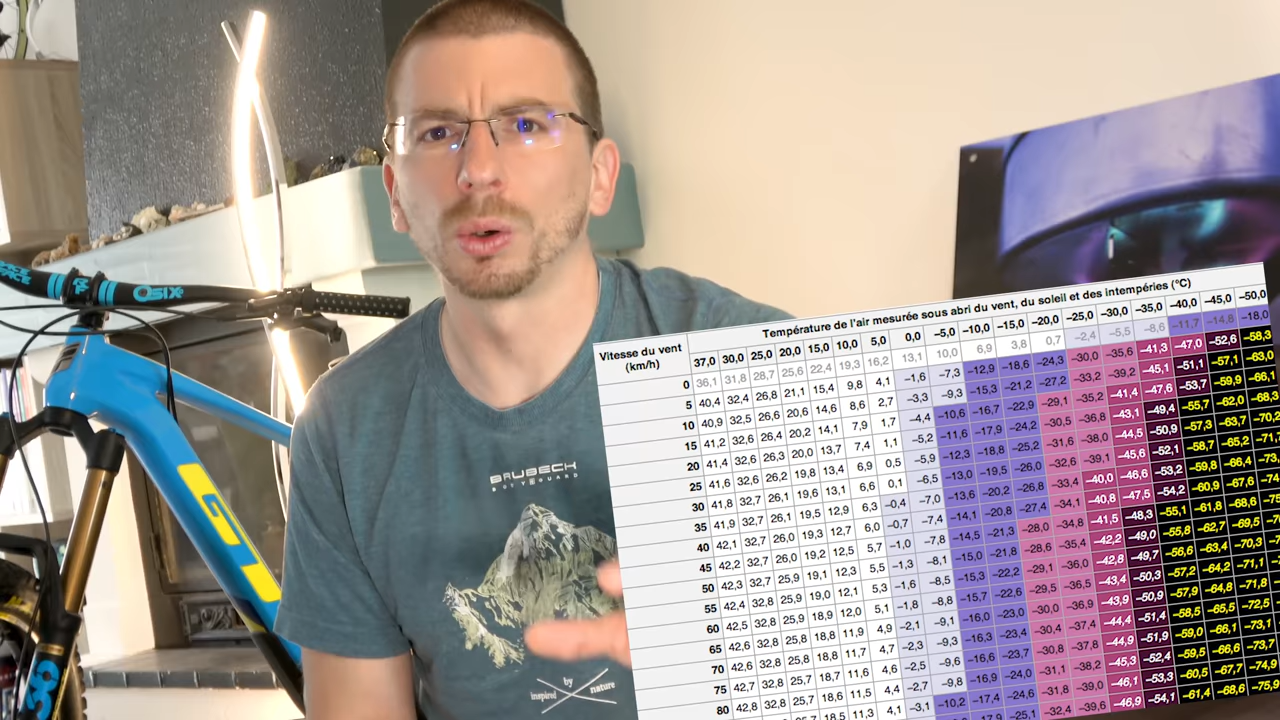 QSIX
GT
BRUBECK
BODY GUARD
inspired by nature
Température de l'air mesurée sous abri du vent, du soleil et des intempéries (°C)
Vitesse du vent
(km/h)
37,0 30,0 25,0 20,0 15,0 10,0 5,0 0,0 –5,0 –10,0 –15,0 –20,0 –25,0 –30,0 –35,0 –40,0 –45,0 –50,0
0 36,1 31,8 28,7 25,6 22,4 19,3 16,2 13,1 10,0 6,9 3,8 0,7 –2,4 –5,5 –8,6 –11,7 –14,8 –18,0
5 40,4 32,4 26,8 21,1 15,4 9,8 4,1 –1,6 –7,3 –12,9 –18,6 –24,3 –30,0 –35,6 –41,3 –47,0 –52,6 –58,3
10 40,9 32,5 26,6 20,6 14,6 8,6 2,7 –3,3 –9,3 –15,3 –21,2 –27,2 –33,2 –39,2 –45,1 –51,1 –57,1 –63,0
15 41,2 32,6 26,4 20,2 14,1 7,9 1,7 –4,4 –10,6 –16,7 –22,9 –29,1 –35,2 –41,4 –47,6 –53,7 –59,9 –66,1
20 41,4 32,6 26,3 20,0 13,7 7,4 1,1 –5,2 –11,6 –17,9 –24,2 –30,5 –36,8 –43,1 –49,4 –55,7 –62,0 –68,3
25 41,6 32,6 26,2 19,8 13,4 6,9 0,5 –5,9 –12,3 –18,8 –25,2 –31,6 –38,0 –44,5 –50,9 –57,3 –63,7 –70,2
30 41,8 32,7 26,1 19,6 13,1 6,6 0,1 –6,5 –13,0 –19,5 –26,0 –32,6 –39,1 –45,6 –52,1 –58,7 –65,2 –71,
35 41,9 32,7 26,1 19,5 12,9 6,3 –0,4 –7,0 –13,6 –20,2 –26,8 –33,4 –40,0 –46,6 –53,2 –59,8 –66,4 –73,
40 42,1 32,7 26,0 19,3 12,7 6,0 –0,7 –7,4 –14,1 –20,8 –27,4 –34,1 –40,8 –47,5 –54,2 –60,9 –67,6 –74
45 42,2 32,7 26,0 19,2 12,5 5,7 –1,0 –7,8 –14,5 –21,3 –28,0 –34,8 –41,5 –48,3 –55,1 –61,8 –68,6 –75
50 42,3 32,7 25,9 19,1 12,3 5,5 –1,3 –8,1 –15,0 –21,8 –28,6 –35,4 –42,2 –49,0 –55,8 –62,7 –69,5
55 42,4 32,8 25,9 19,0 12,1 5,3 –1,6 –8,5 –15,3 –22,2 –29,1 –36,0 –42,8 –49,7 –56,6 –63,4 –70,3
60 42,5 32,8 25,9 18,9 12,0 5,1 –1,8 –8,8 –15,7 –22,6 –29,5 –36,5 –43,4 –50,3 –57,2 –64,2 –71,1
65 42,6 32,8 25,8 18,8 11,9 4,9 –2,1 –9,1 –16,0 –23,0 –30,0 –36,9 –43,9 –50,9 –57,9 –64,8 –71,8
70 42,6 32,8 25,8 18,7 11,7 4,7 –2,3 –9,3 –16,3 –23,4 –30,4 –37,4 –44,4 –51,4 –58,5 –65,5 –72,5
75 42,7 32,8 25,7 18,6 11,6 4,6 –2,5 –9,6 –16,6 –23,7 –30,8 –37,8 –44,9 –51,9 –59,0 –66,1 –73,1
80 42,8 32,8 25,7 18,6 11,5 4,4 –2,7 –9,8 –16,9 –24,0 –31,1 –38,2 –45,3 –52,4